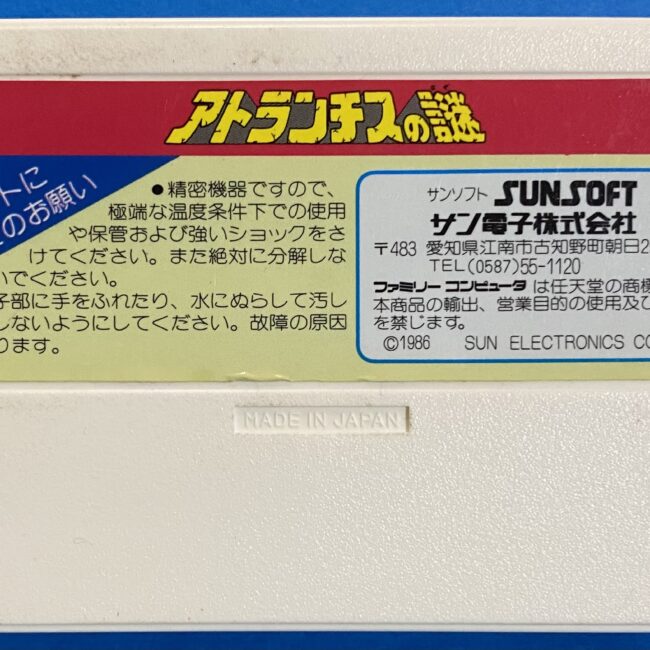 アトランチスの謎
トに
のお願い
●精密機器ですので、
極端な温度条件下での使用
や保管および強いショックをさ
けてください。また絶対に分解しな
いでください。
子部に手をふれたり、水にぬらして汚し
しないようにしてください。故障の原因
ります。
サンソフト SUNSOFT
サン電子株式会社
〒483 愛知県江南市古知野町朝日2
TEL(0587)55-1120
ファミリー コンピュータ は任天堂の商標
本商品の輸出、営業目的の使用及び
を禁じます。
©1986 SUN ELECTRONICS CO
MADE IN JAPAN